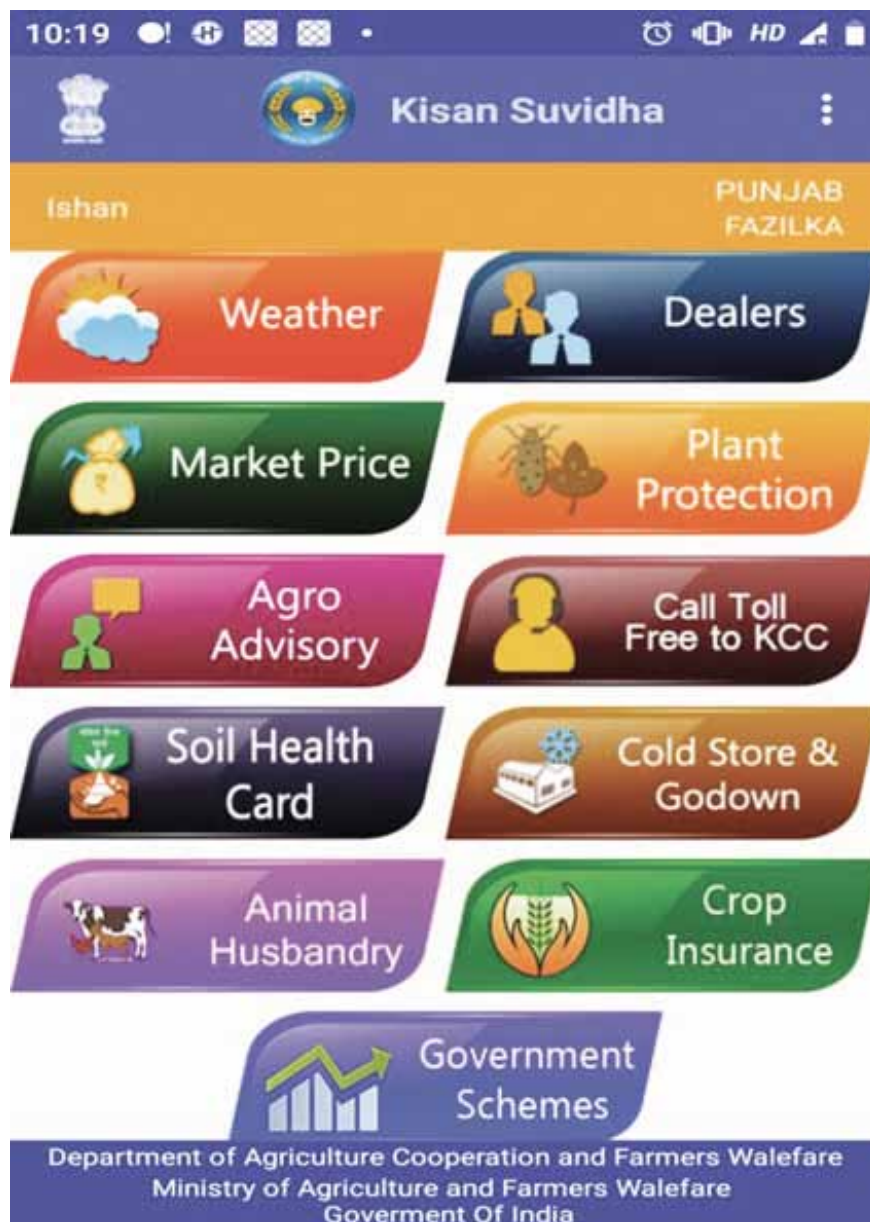 10:19
HD
Kisan Suvidha
Ishan
PUNJAB
FAZILKA
Weather
Dealers
Market Price
Plant
Protection
Agro
Advisory
Call Toll
Free to KCC
Soil Health
Card
Cold Store &
Godown
Animal
Husbandry
Crop
Insurance
Government
Schemes
Department of Agriculture Cooperation and Farmers Walefare
Ministry of Agriculture and Farmers Walefare
Goverment Of India